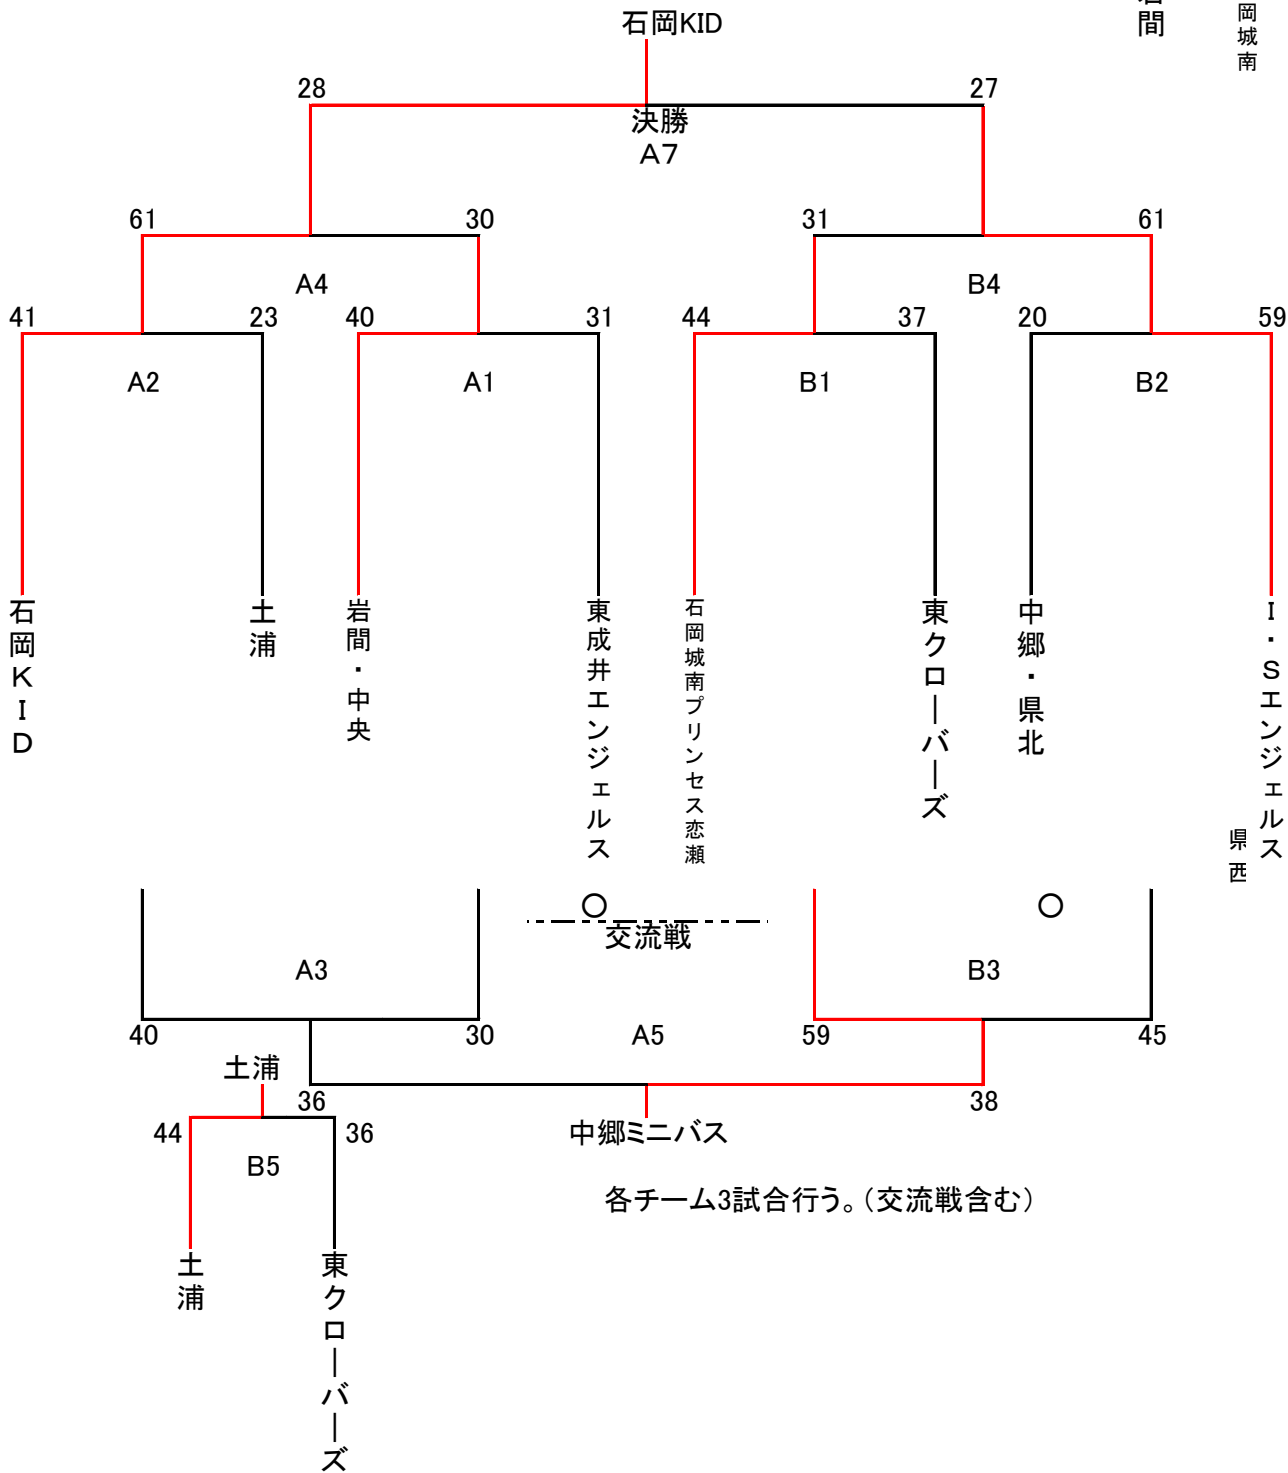 石岡KID
間
岡城南
28
27
決勝
A7
61
30
31
61
A4
B4
41
23
40
31
44
37
20
59
A2
A1
B1
B2
石岡KID
土浦
岩間・中央
東成井エンジェルス
石岡城南プリンセス恋瀬
東クローバーズ
中郷・県北
I・Sエンジェルス
県西
○
○
交流戦
A3
B3
40
30
A5
59
45
土浦
36
38
44
36
中郷ミニバス
B5
各チーム3試合行う。(交流戦含む)
土浦
東クローバーズ